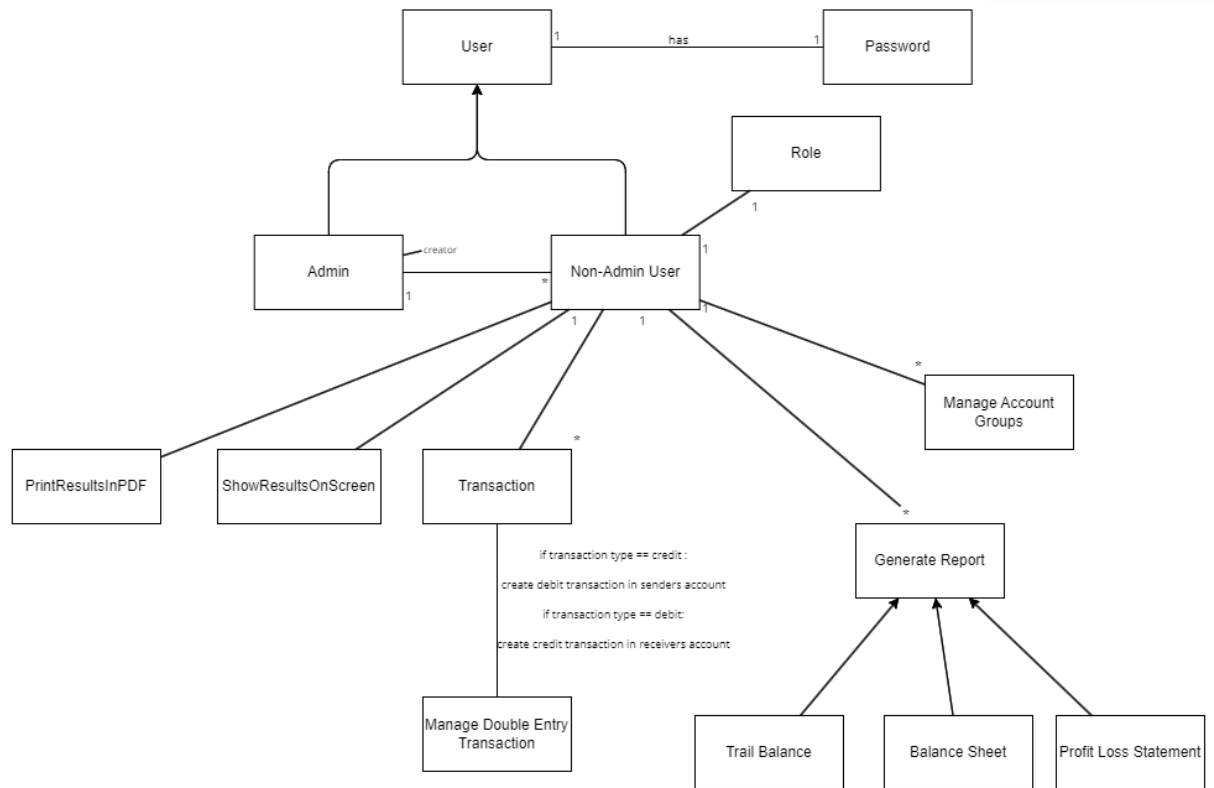 User
1
has
1
Password
Role
1
1
Admin
creator
1
*
Non-Admin User
1
1
1
*
Manage Account
Groups
PrintResultsInPDF
ShowResultsOnScreen
*
Transaction
*
Generate Report
if transaction type == credit :
create debit transaction in senders account
if transaction type == debit:
create credit transaction in receivers account
Manage Double Entry
Transaction
Trail Balance
Balance Sheet
Profit Loss Statement